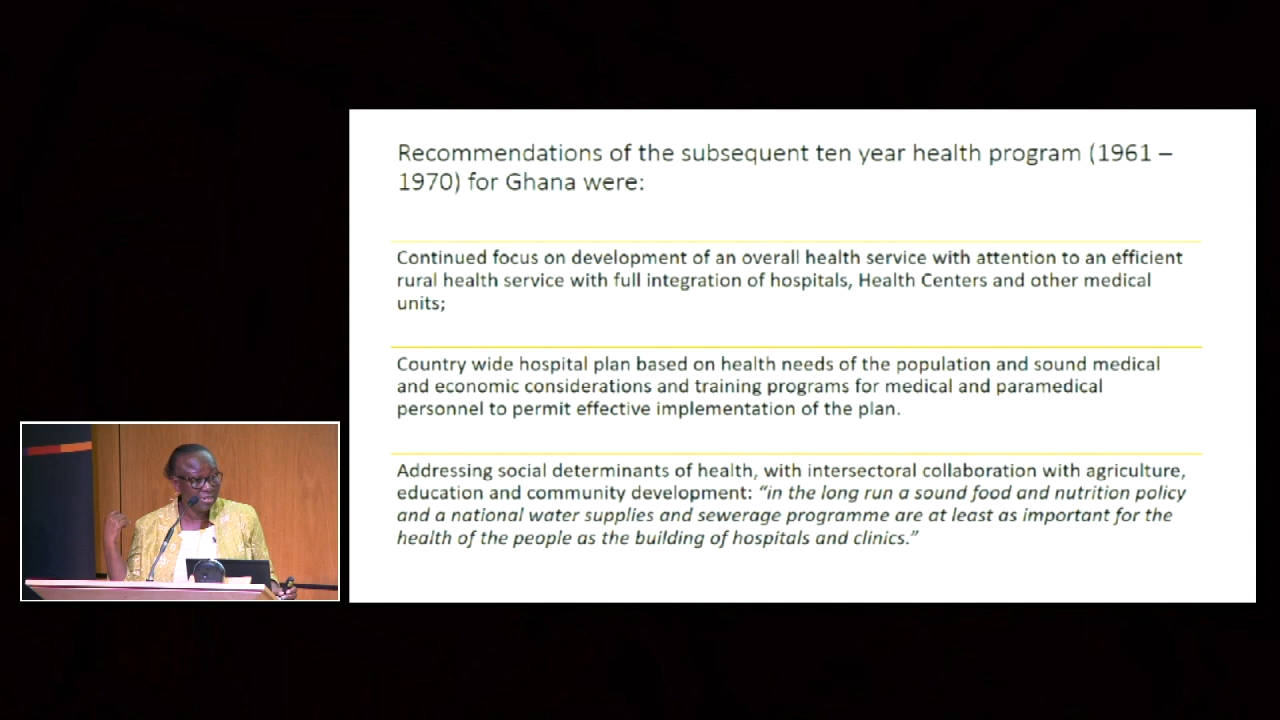 Recommendations of the subsequent ten year health program (1961 –
1970) for Ghana were:
Continued focus on development of an overall health service with attention to an efficient
rural health service with full integration of hospitals, Health Centers and other medical
units;
Country wide hospital plan based on health needs of the population and sound medical
and economic considerations and training programs for medical and paramedical
personnel to permit effective implementation of the plan.
Addressing social determinants of health, with intersectoral collaboration with agriculture,
education and community development: “in the long run a sound food and nutrition policy
and a national water supplies and sewerage programme are at least as important for the
health of the people as the building of hospitals and clinics.”